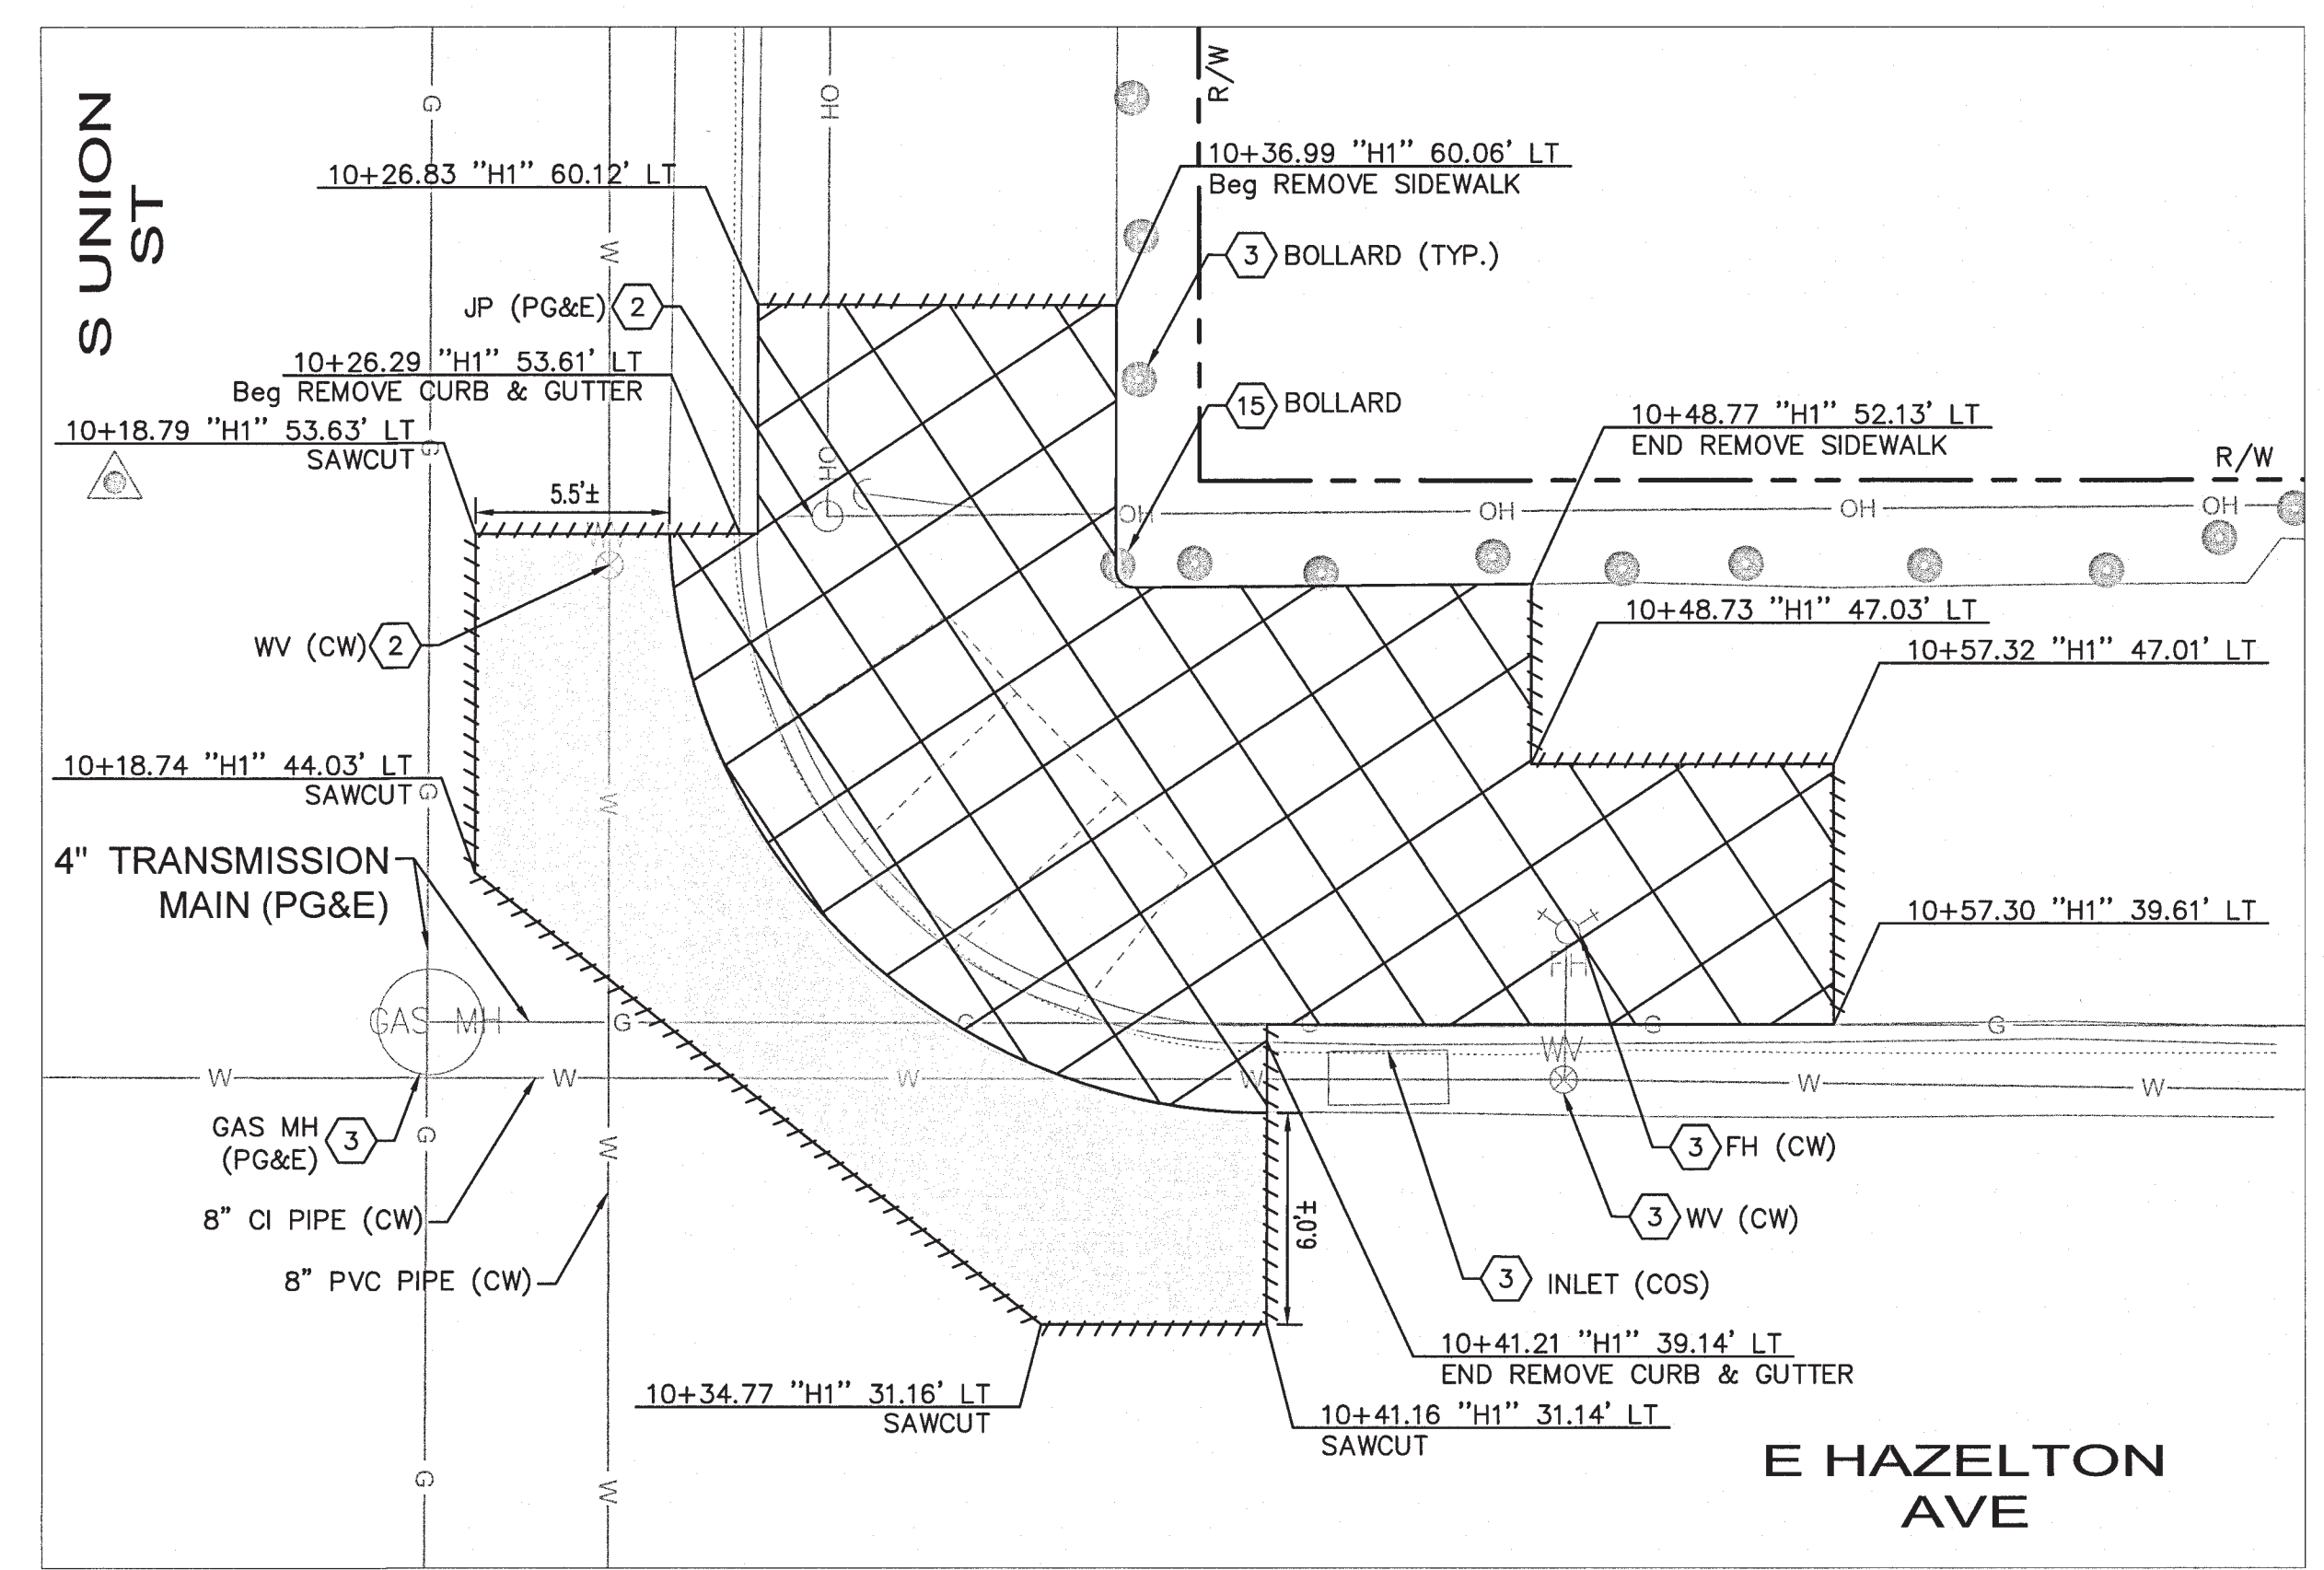 S UNION
ST
R/W
10+26.83 "H1" 60.12' LT
10+36.99 "H1" 60.06' LT
Beg REMOVE SIDEWALK
3 BOLLARD (TYP.)
JP (PG&E) 2
10+26.29 "H1" 53.61' LT
Beg REMOVE CURB & GUTTER
15 BOLLARD
10+18.79 "H1" 53.63' LT
SAWCUT
10+48.77 "H1" 52.13' LT
END REMOVE SIDEWALK
R/W
5.5'±
G
W
OH
OH
G
OH
OH
OH
OH
WV (CW) 2
10+48.73 "H1" 47.03' LT
10+57.32 "H1" 47.01' LT
10+18.74 "H1" 44.03' LT
SAWCUT
G
W
4" TRANSMISSION
MAIN (PG&E)
10+57.30 "H1" 39.61' LT
FH
GAS MH
G
G
G
G
G
WV
W
W
W
W
W
W
GAS MH
(PG&E) 3
G
W
3 FH (CW)
8" CI PIPE (CW)
3 WV (CW)
6.0'±
8" PVC PIPE (CW)
3 INLET (COS)
10+41.21 "H1" 39.14' LT
END REMOVE CURB & GUTTER
10+34.77 "H1" 31.16' LT
SAWCUT
10+41.16 "H1" 31.14' LT
SAWCUT
G
W
E HAZELTON
AVE